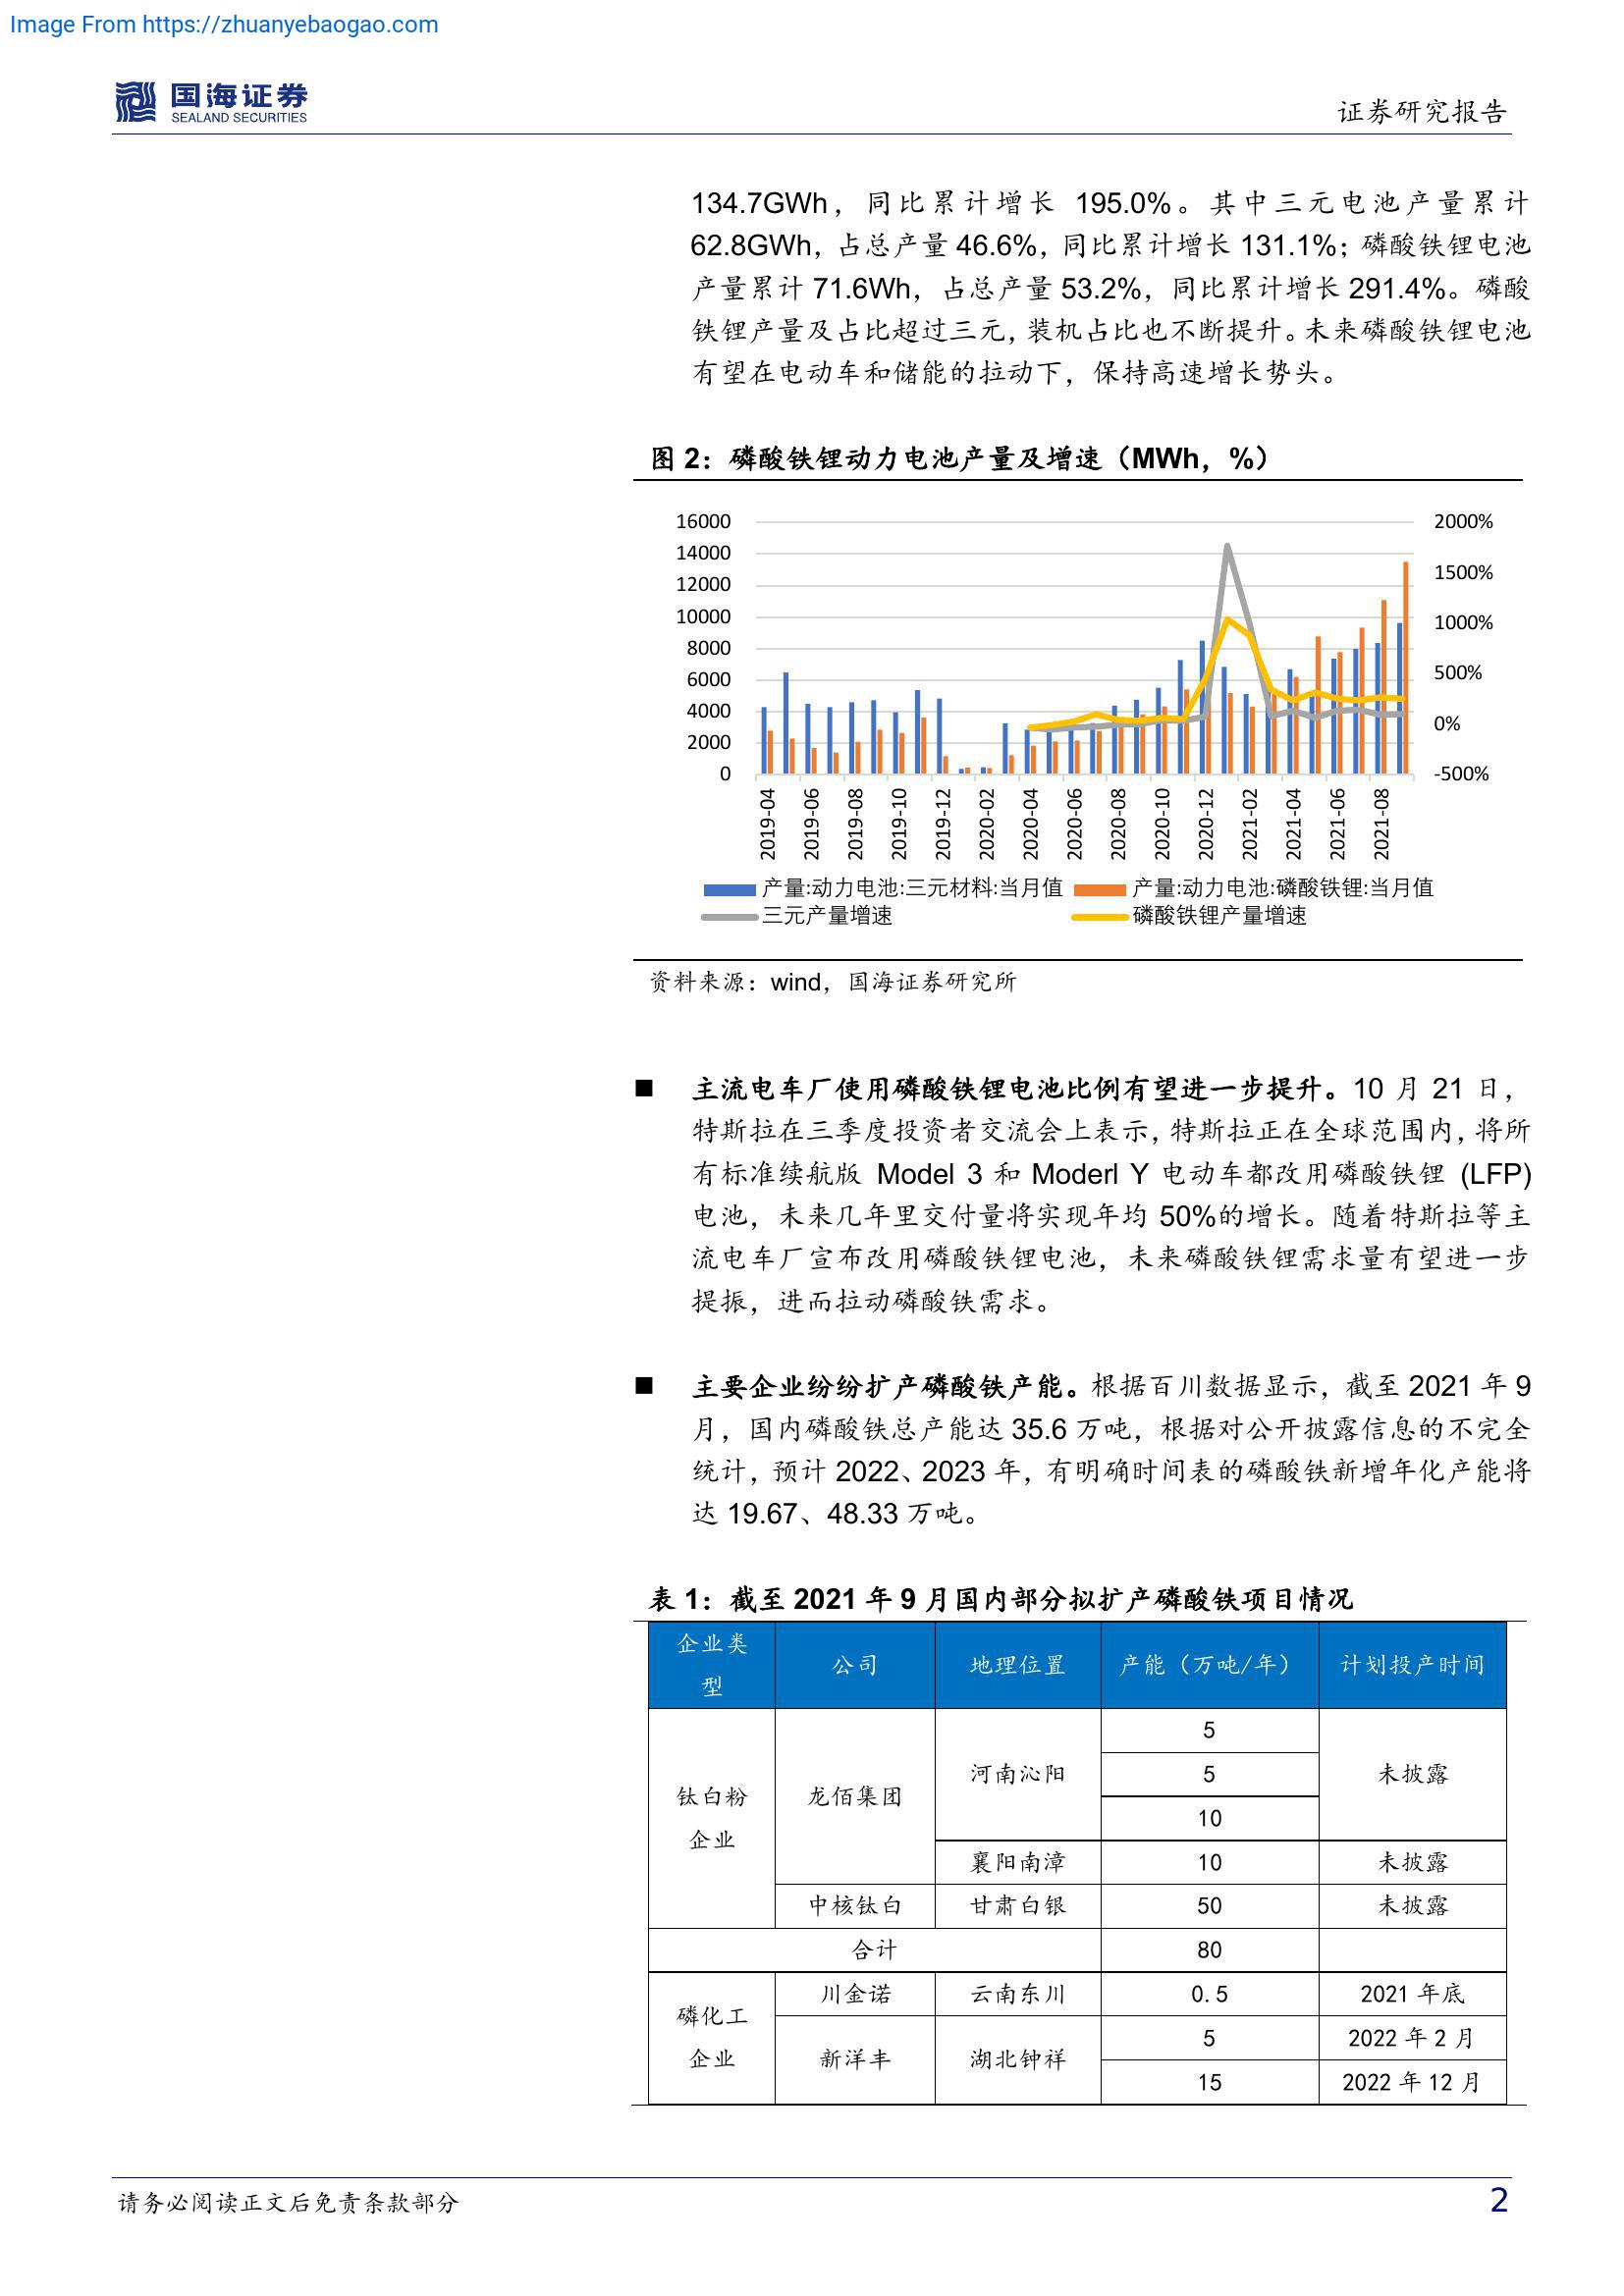 Image From https://zhuanyebaogao.com
国海证券
SEALAND SECURITIES
证券研究报告
134.7GWh，同比累计增长 195.0%。其中三元电池产量累计
62.8GWh，占总产量 46.6%，同比累计增长 131.1%；磷酸铁锂电池
产量累计 71.6Wh，占总产量 53.2%，同比累计增长 291.4%。磷酸
铁锂产量及占比超过三元，装机占比也不断提升。未来磷酸铁锂电池
有望在电动车和储能的拉动下，保持高速增长势头。
图 2：磷酸铁锂动力电池产量及增速（MWh，%）
16000
14000
12000
10000
8000
6000
4000
2000
0
2000%
1500%
1000%
500%
0%
-500%
2019-04
2019-06
2019-08
2019-10
2019-12
2020-02
2020-04
2020-06
2020-08
2020-10
2020-12
2021-02
2021-04
2021-06
2021-08
产量:动力电池:三元材料:当月值 产量:动力电池:磷酸铁锂:当月值
三元产量增速 磷酸铁锂产量增速
资料来源：wind，国海证券研究所
■ 主流电车厂使用磷酸铁锂电池比例有望进一步提升。10 月 21 日，
特斯拉在三季度投资者交流会上表示，特斯拉正在全球范围内，将所
有标准续航版 Model 3 和 Moderl Y 电动车都改用磷酸铁锂 (LFP)
电池，未来几年里交付量将实现年均 50%的增长。随着特斯拉等主
流电车厂宣布改用磷酸铁锂电池，未来磷酸铁锂需求量有望进一步
提振，进而拉动磷酸铁需求。
■ 主要企业纷纷扩产磷酸铁产能。根据百川数据显示，截至 2021 年 9
月，国内磷酸铁总产能达 35.6 万吨，根据对公开披露信息的不完全
统计，预计 2022、2023 年，有明确时间表的磷酸铁新增年化产能将
达 19.67、48.33 万吨。
表 1：截至 2021 年 9 月国内部分拟扩产磷酸铁项目情况
企业类型 公司 地理位置 产能（万吨/年） 计划投产时间
钛白粉企业 龙佰集团 河南沁阳 5 未披露
5
10
襄阳南漳 10 未披露
中核钛白 甘肃白银 50 未披露
合计 80
磷化工企业 川金诺 云南东川 0.5 2021 年底
新洋丰 湖北钟祥 5 2022 年 2 月
15 2022 年 12 月
请务必阅读正文后免责条款部分
2